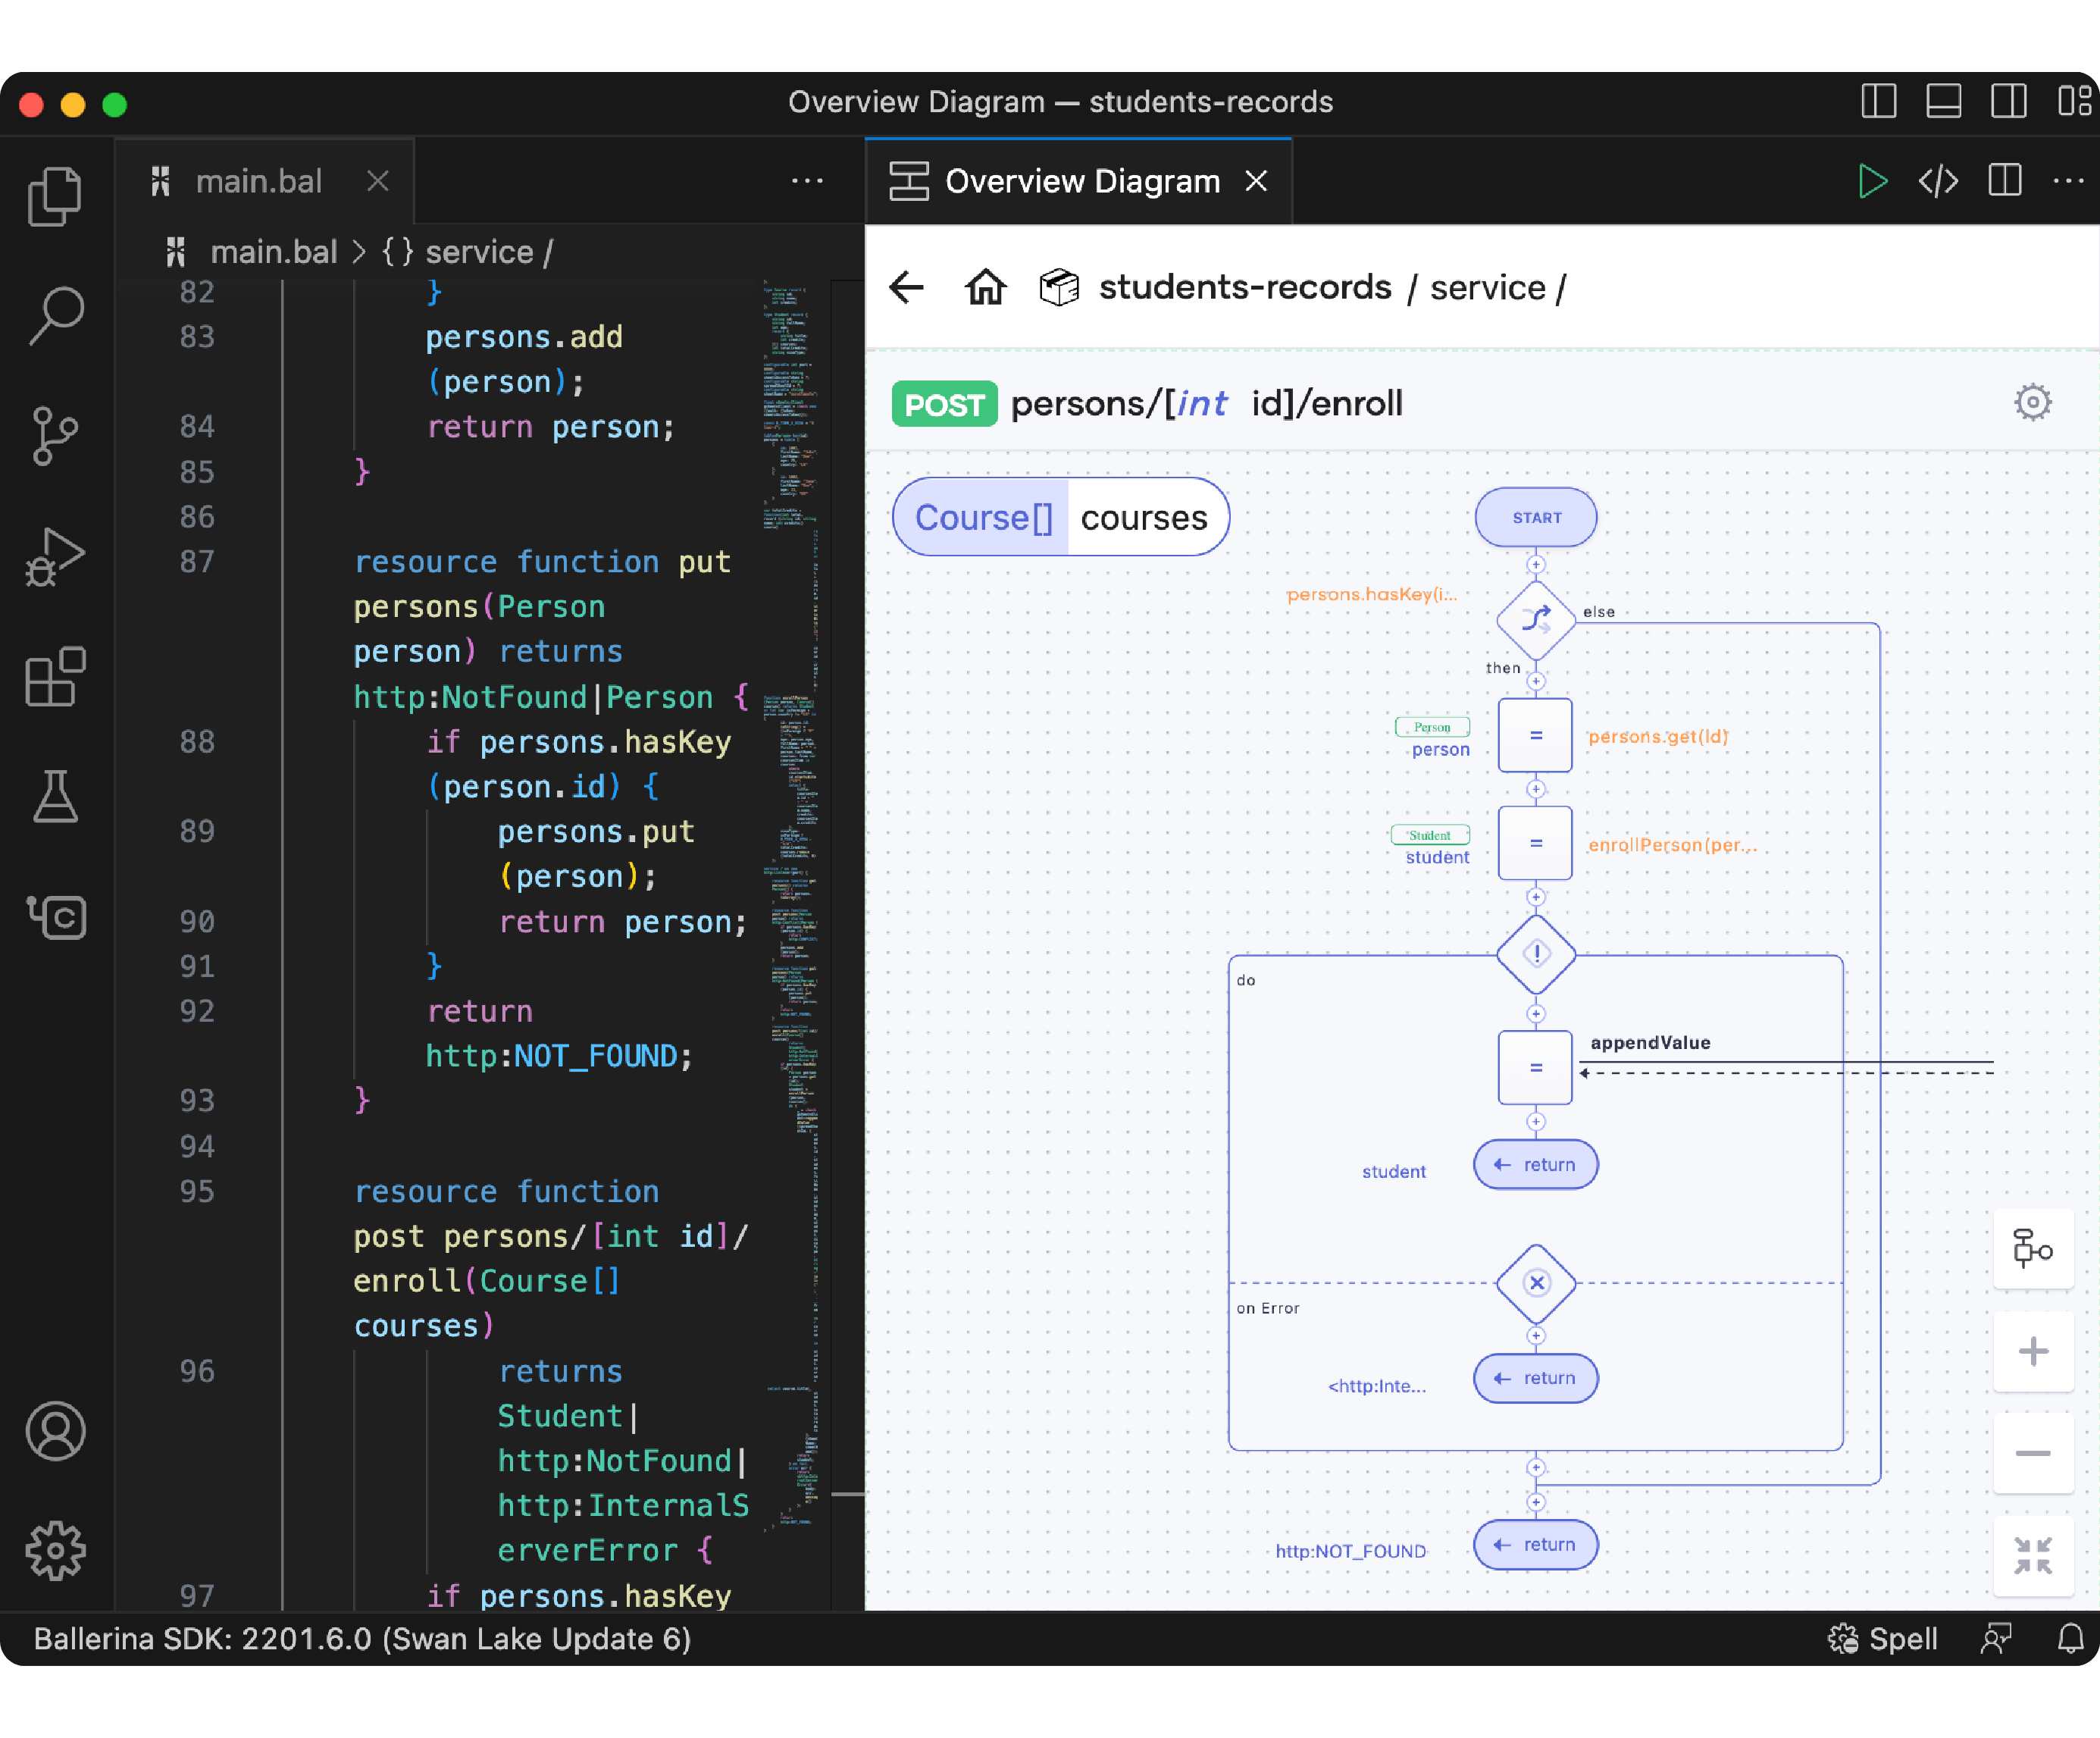 Overview Diagram — students-records
main.bal
Overview Diagram
main.bal > {} service /
students-records / service /
82 }
83 persons.add
(person);
84 return person;
85 }
86
87 resource function put
persons(Person
person) returns
http:NotFound|Person {
88 if persons.hasKey
(person.id) {
89 persons.put
(person);
90 return person;
91 }
92 return
http:NOT_FOUND;
93 }
94
95 resource function
post persons/[int id]/
enroll(Course[]
courses)
96 returns
Student|
http:NotFound|
http:InternalS
erverError {
97 if persons.hasKey
POST persons/[int id]/enroll
Course[] courses
START
persons.hasKey(i...
else
then
Person
person
=
persons.get(Id)
Student
student
=
enrollPerson(per...
!
do
appendValue
=
student
← return
on Error
<http:Inte...
← return
http:NOT_FOUND
← return
Ballerina SDK: 2201.6.0 (Swan Lake Update 6)
Spell